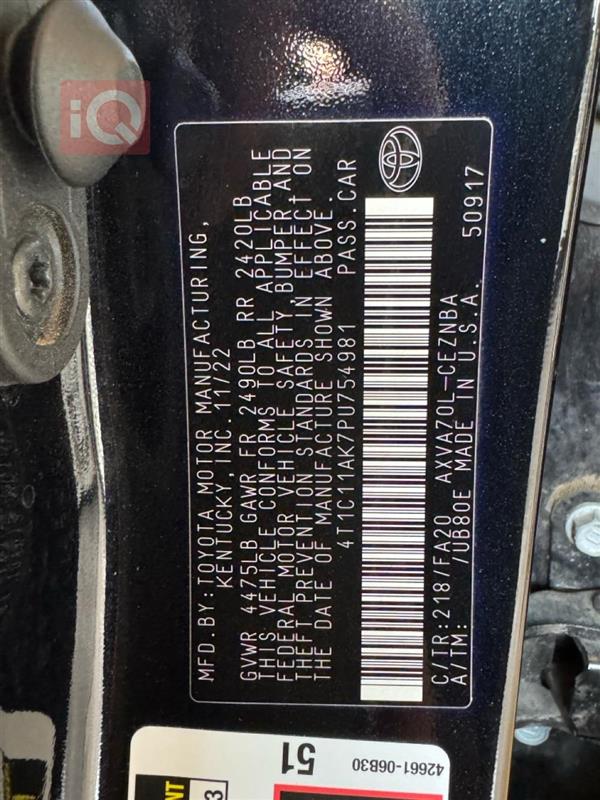 iQ
MFD.BY:TOYOTA MOTOR MANUFACTURING,
KENTUCKY,INC.11/22
GVWR 4475LB GAWR FR 2490LB RR 2420LB
THIS VEHICLE CONFORMS TO ALL APPLICABLE
FEDERAL MOTOR VEHICLE SAFETY, BUMPER AND
THEFT PREVENTION STANDARDS IN EFFECT ON
THE DATE OF MANUFACTURE SHOWN ABOVE.
4T1C11AK7PU754981 PASS.CAR
C/TR:218/FA20 AXVA70L-CEZNBA
A/TM: /UB80E MADE IN U.S.A. 50917
51
42661-06B30
3